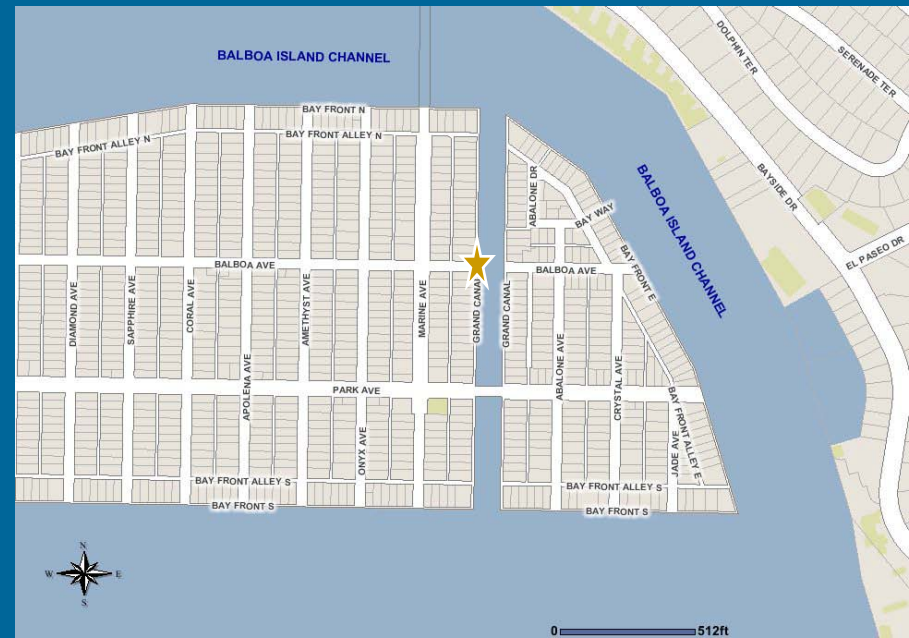 BALBOA ISLAND CHANNEL
DOLPHIN TER
SERENADE TER
BAY FRONT N
BAY FRONT ALLEY N
BAY FRONT ALLEY N
BALBOA ISLAND CHANNEL
BAYSIDE DR
ABALONE DR
BAY WAY
EL PASEO DR
BALBOA AVE
BALBOA AVE
BAY FRONT E
DIAMOND AVE
SAPPHIRE AVE
CORAL AVE
AMETHYST AVE
MARINE AVE
GRAND CANAL
GRAND CANAL
APOLENA AVE
PARK AVE
ABALONE AVE
CRYSTAL AVE
BAY FRONT ALLEY E
ONYX AVE
JADE AVE
BAY FRONT ALLEY S
BAY FRONT ALLEY S
BAY FRONT S
BAY FRONT S
N
W E
S
0 512ft